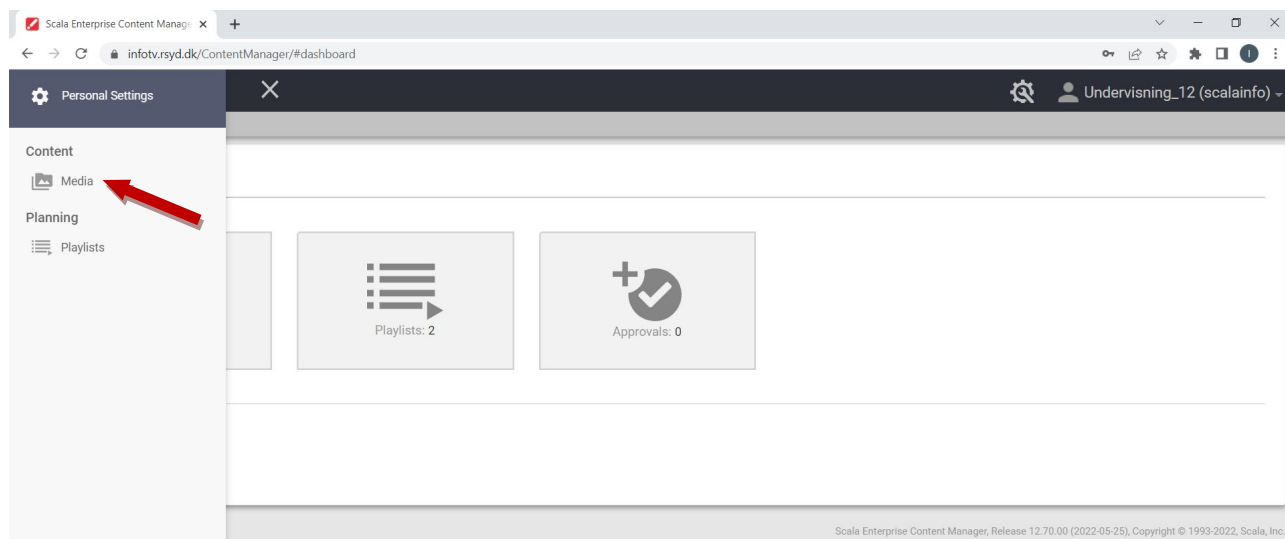 Scala Enterprise Content Manage
infotv.rsyd.dk/ContentManager/#dashboard
I
Personal Settings
Undervisning_12 (scalainfo)
Content
Media
Planning
Playlists
Playlists: 2
Approvals: 0
Scala Enterprise Content Manager, Release 12.70.00 (2022-05-25), Copyright © 1993-2022, Scala, Inc.